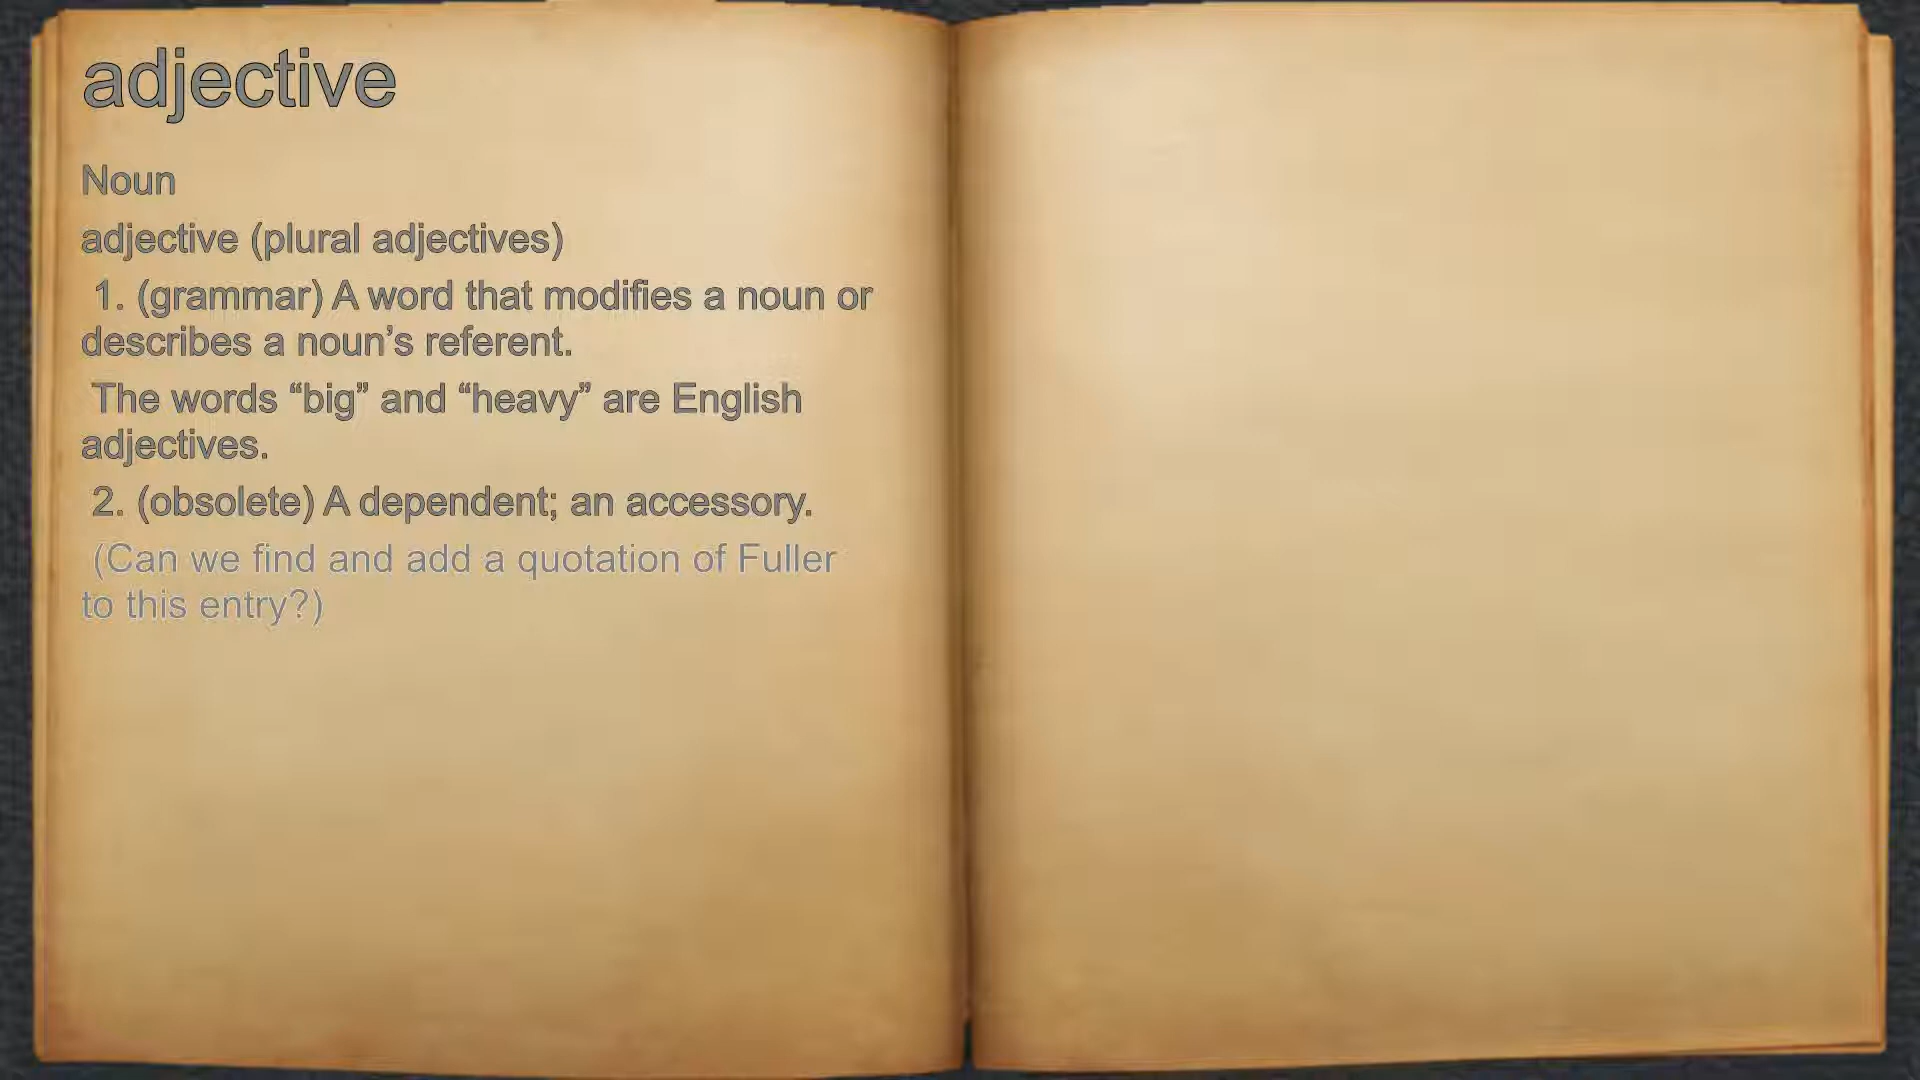 adjective
Noun
adjective (plural adjectives)
1. (grammar) A word that modifies a noun or
describes a noun’s referent.
The words “big” and “heavy” are English
adjectives.
2. (obsolete) A dependent; an accessory.
(Can we find and add a quotation of Fuller
to this entry?)